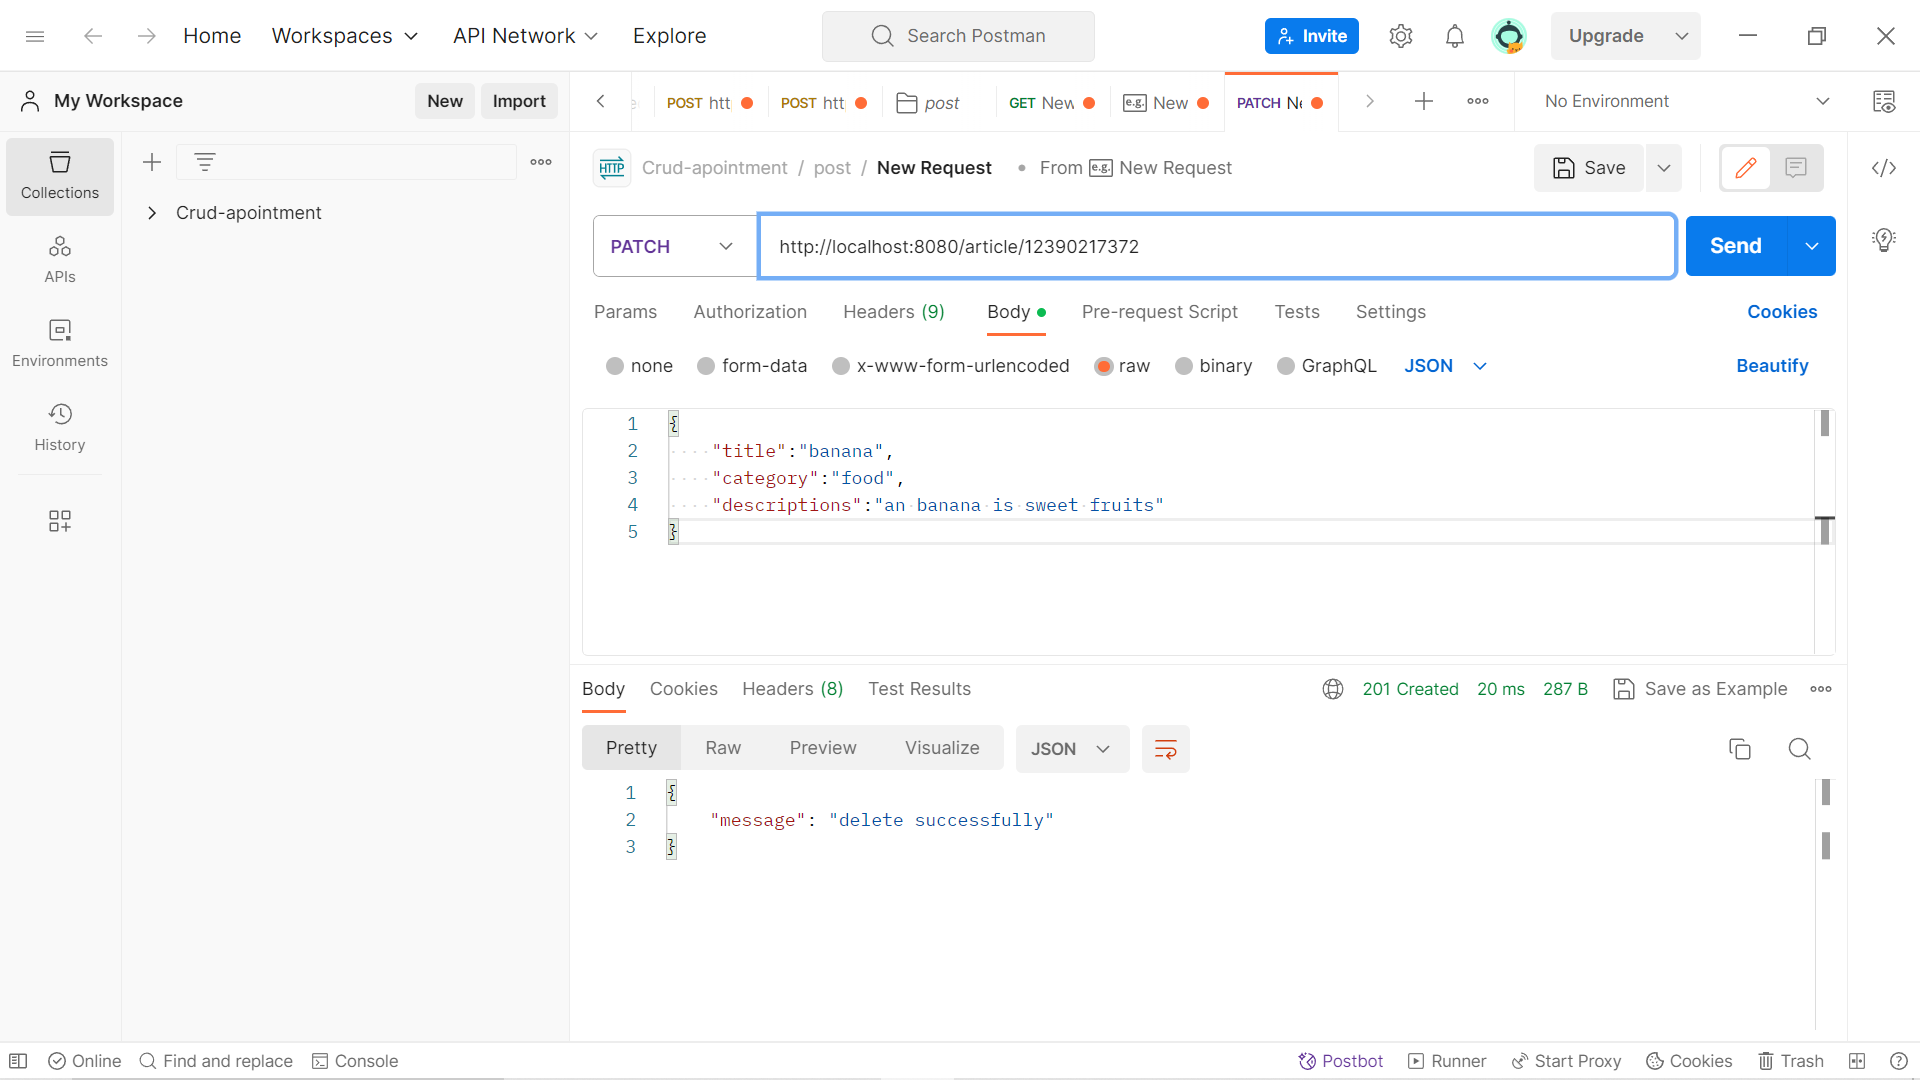 Home Workspaces API Network Explore Search Postman Invite Upgrade
My Workspace New Import POST htt POST htt post GET New e.g. New PATCH Ne No Environment
HTTP Crud-apointment / post / New Request From e.g. New Request Save
Collections
Crud-apointment
APIs
Environments
History
PATCH http://localhost:8080/article/12390217372 Send
Params Authorization Headers (9) Body Pre-request Script Tests Settings Cookies
none form-data x-www-form-urlencoded raw binary GraphQL JSON Beautify
1 {
2 "title":"banana",
3 "category":"food",
4 "descriptions":"an banana is sweet fruits"
5 }
Body Cookies Headers (8) Test Results 201 Created 20 ms 287 B Save as Example
Pretty Raw Preview Visualize JSON
1 {
2 "message": "delete successfully"
3 }
Online Find and replace Console Postbot Runner Start Proxy Cookies Trash